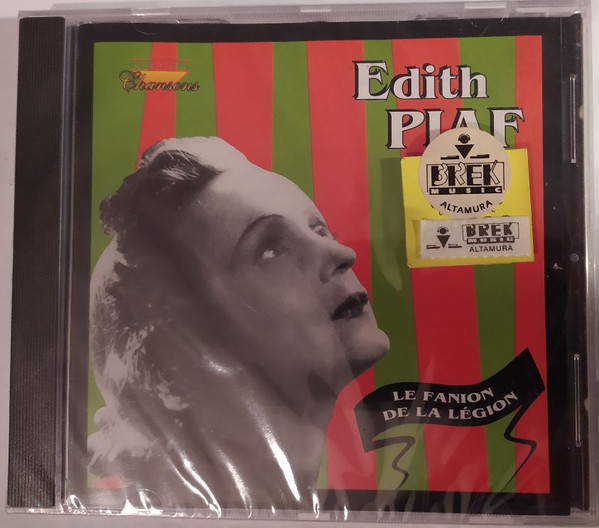 Chansons
Edith
PIAF
BREK
MUSIC
ALTAMURA
BREK
MUSIC
ALTAMURA
LE FANION
DE LA LÉGION